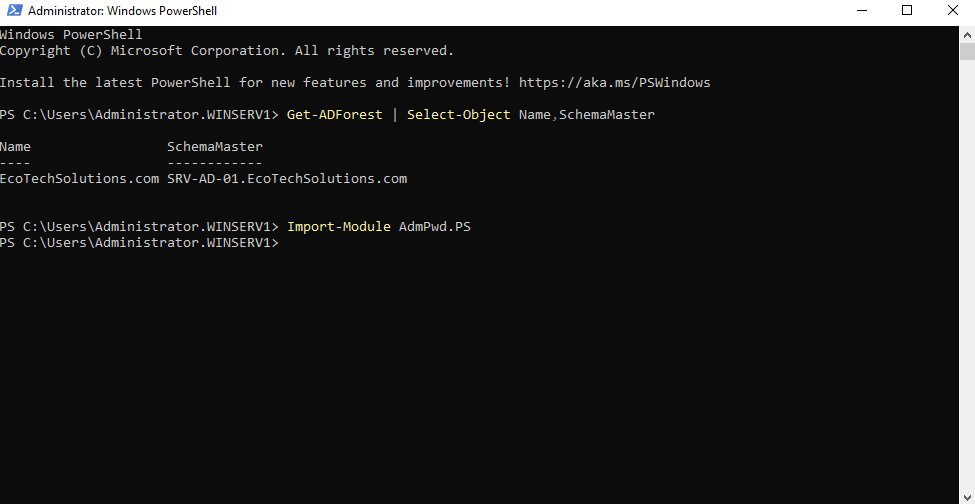 Administrator: Windows PowerShell
Windows PowerShell
Copyright (C) Microsoft Corporation. All rights reserved.
Install the latest PowerShell for new features and improvements! https://aka.ms/PSWindows
PS C:\Users\Administrator.WINSERV1> Get-ADForest | Select-Object Name,SchemaMaster
Name                 SchemaMaster
----                 ------------
EcoTechSolutions.com SRV-AD-01.EcoTechSolutions.com
PS C:\Users\Administrator.WINSERV1> Import-Module AdmPwd.PS
PS C:\Users\Administrator.WINSERV1>